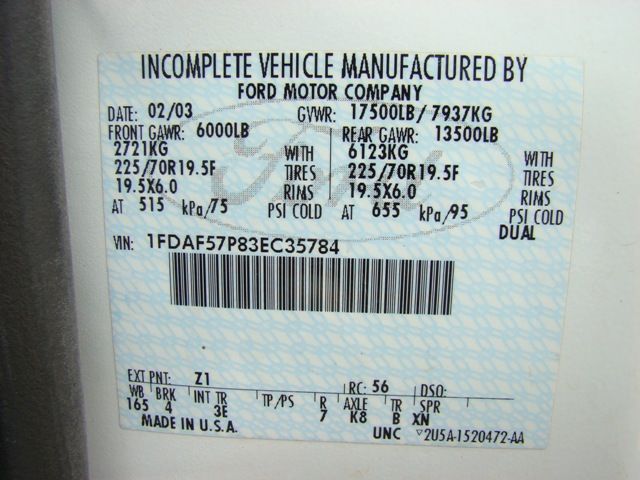 INCOMPLETE VEHICLE MANUFACTURED BY
FORD MOTOR COMPANY
DATE: 02/03 GVWR: 17500LB/ 7937KG
FRONT GAWR: 6000LB REAR GAWR: 13500LB
2721KG WITH 6123KG WITH
225/70R19.5F TIRES 225/70R19.5F TIRES
19.5X6.0 RIMS 19.5X6.0 RIMS
AT 515 kPa/75 PSI COLD AT 655 kPa/95 PSI COLD
DUAL
VIN: 1FDAF57P83EC35784
Ford
EXT PNT: Z1 RC: 56 DSO:
WB BRK INT TR TP/PS R AXLE TR SPR
165 4 3E 7 K8 B XN
MADE IN U.S.A. UNC ▽2U5A-1520472-AA